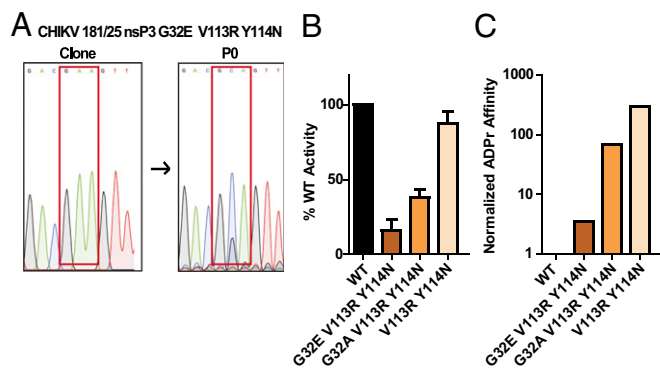 A CHIKV 181/25 nsP3 G32E V113R Y114N
Clone
P0
G A C G A A G T T
→
G A C G C A G T T
B
% WT Activity
100
50
0
WT
G32E V113R Y114N
G32A V113R Y114N
V113R Y114N
C
Normalized ADPr Affinity
1000
100
10
1
WT
G32E V113R Y114N
G32A V113R Y114N
V113R Y114N